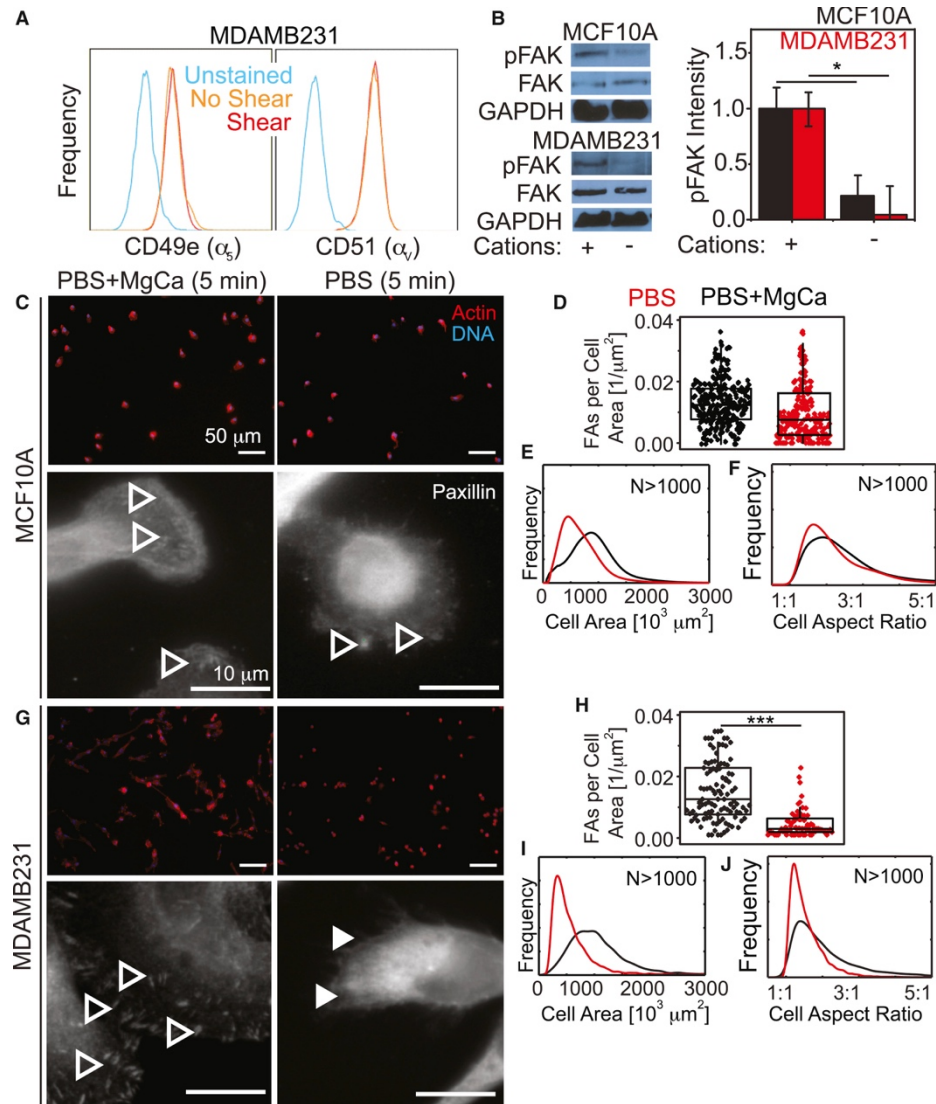 A
MDAMB231
Unstained
No Shear
Shear
Frequency
CD49e (α5)
CD51 (αV)
B
MCF10A
pFAK
FAK
GAPDH
MDAMB231
pFAK
FAK
GAPDH
Cations: + -
MCF10A
MDAMB231
*
pFAK Intensity
1.5
1.0
0.5
0.0
Cations: + -
PBS+MgCa (5 min) PBS (5 min)
C
MCF10A
Actin
DNA
50 μm
Paxillin
10 μm
D
PBS PBS+MgCa
FAs per Cell
Area [1/μm²]
0.04
0.02
0.00
E
N>1000
Frequency
0 1000 2000 3000
Cell Area [10³ μm²]
F
N>1000
Frequency
1:1 3:1 5:1
Cell Aspect Ratio
G
MDAMB231
H
***
FAs per Cell
Area [1/μm²]
0.04
0.02
0.00
I
N>1000
Frequency
0 1000 2000 3000
Cell Area [10³ μm²]
J
N>1000
Frequency
1:1 3:1 5:1
Cell Aspect Ratio